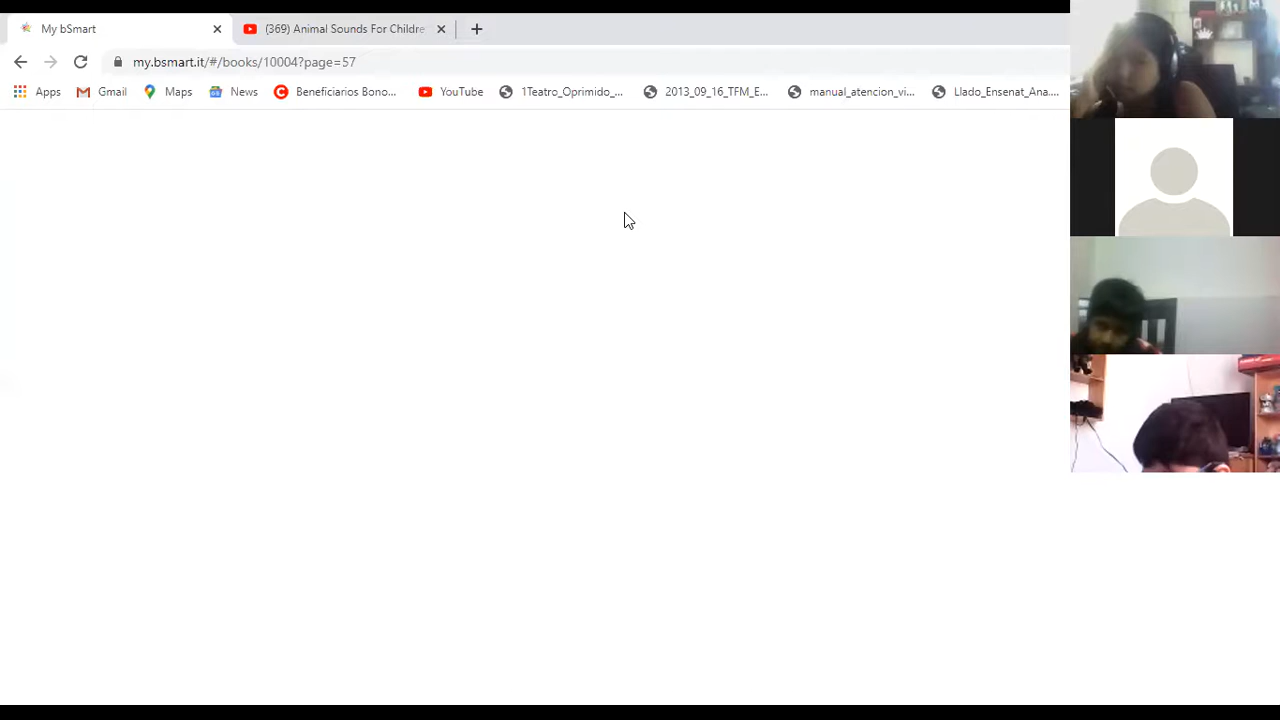 My bSmart
(369) Animal Sounds For Childre
my.bsmart.it/#/books/10004?page=57
Apps
Gmail
Maps
News
Beneficiarios Bono...
YouTube
1Teatro_Oprimido_...
2013_09_16_TFM_E...
manual_atencion_vi...
Llado_Ensenat_Ana....